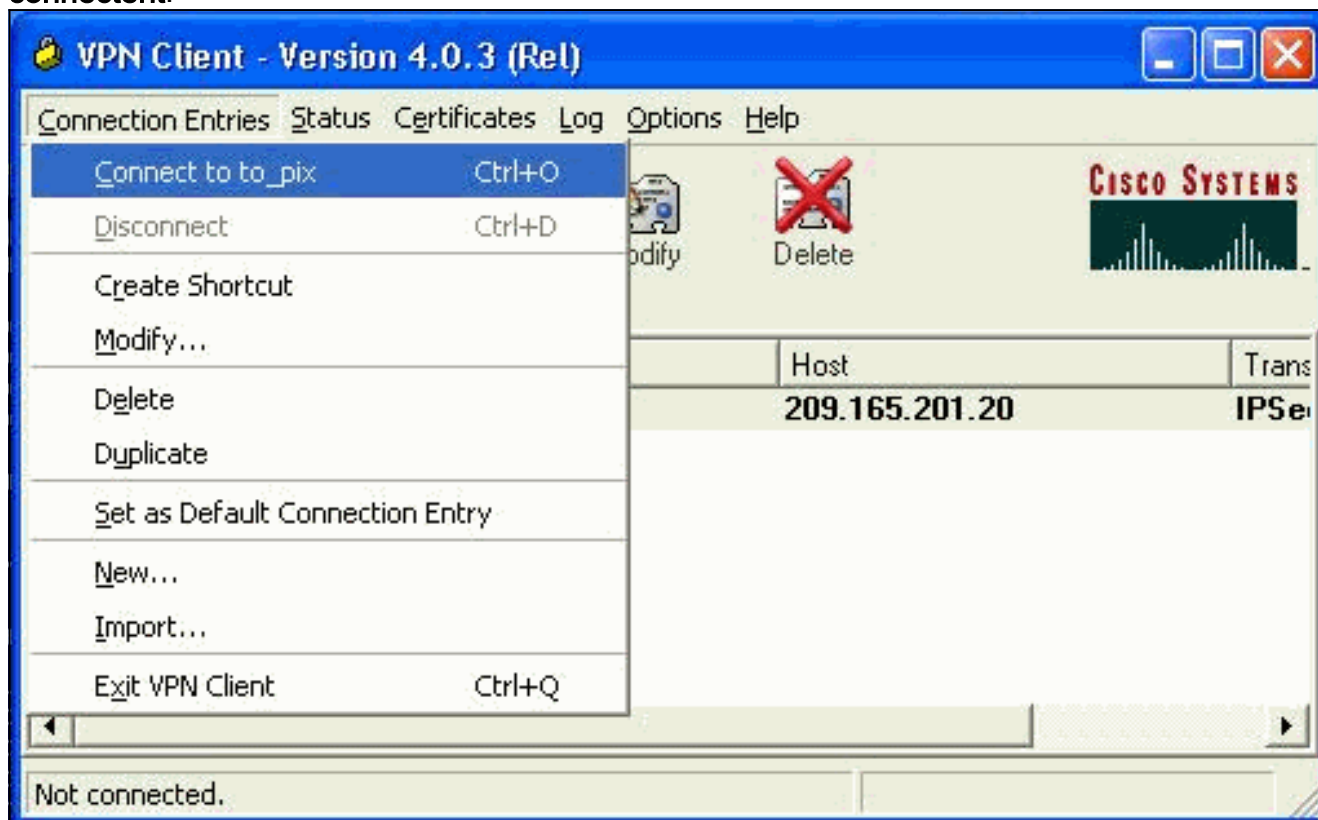 VPN Client - Version 4.0.3 (Rel)
Connection Entries Status Certificates Log Options Help
Connect to to_pix Ctrl+O
Disconnect Ctrl+D
Create Shortcut
Modify...
Delete
Duplicate
Set as Default Connection Entry
New...
Import...
Exit VPN Client Ctrl+Q
Delete
CISCO SYSTEMS
Host
209.165.201.20
Not connected.